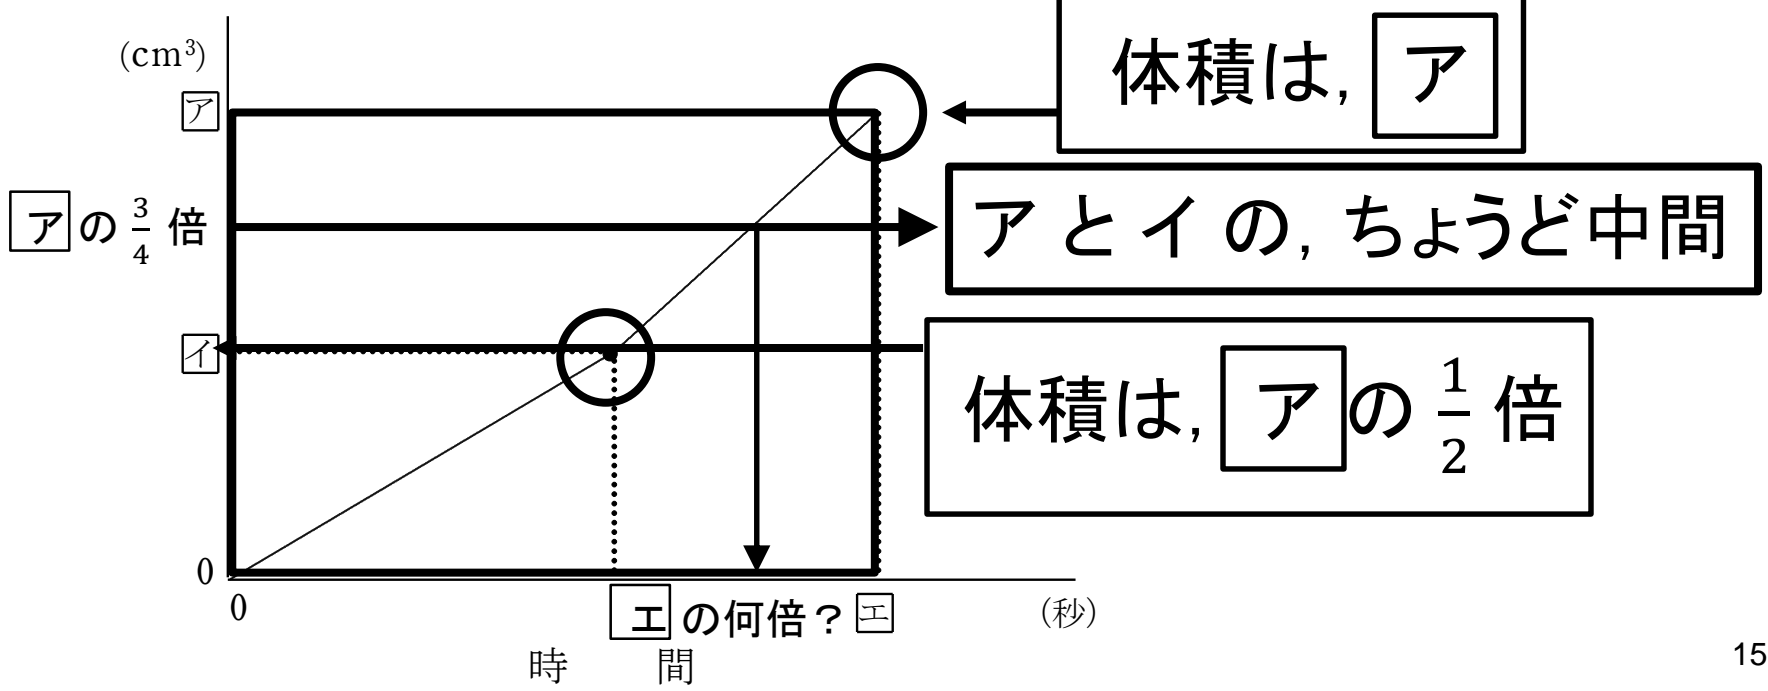 (cm³)
体積は, ア
ア
アとイの, ちょうど中間
アの 3/4 倍
イ
体積は, アの 1/2 倍
0
0
エの何倍？ エ
(秒)
時 間
15